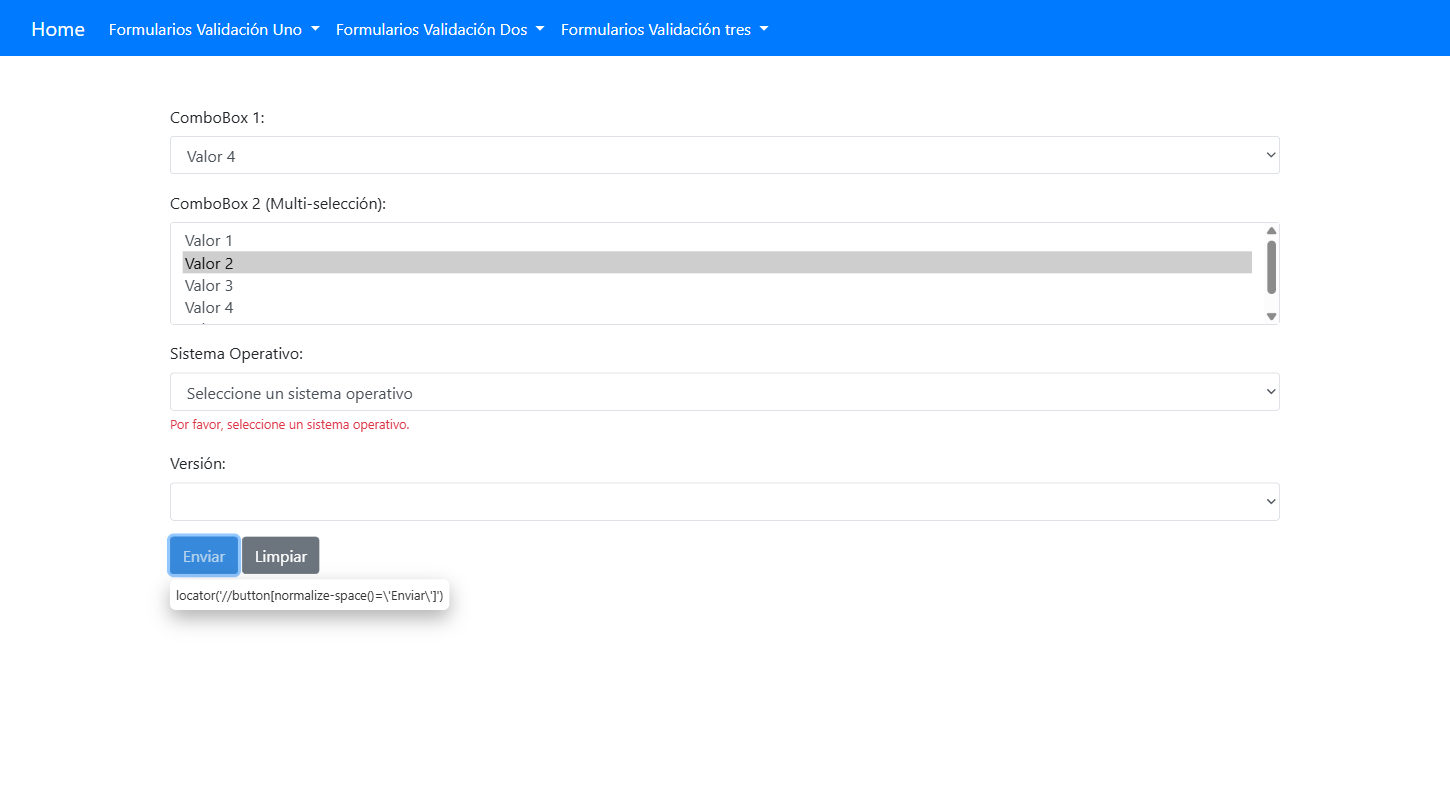 Home Formularios Validación Uno Formularios Validación Dos Formularios Validación tres
ComboBox 1:
Valor 4
ComboBox 2 (Multi-selección):
Valor 1
Valor 2
Valor 3
Valor 4
Sistema Operativo:
Seleccione un sistema operativo
Por favor, seleccione un sistema operativo.
Versión:
Enviar Limpiar
locator('//button[normalize-space()=\'Enviar\']')